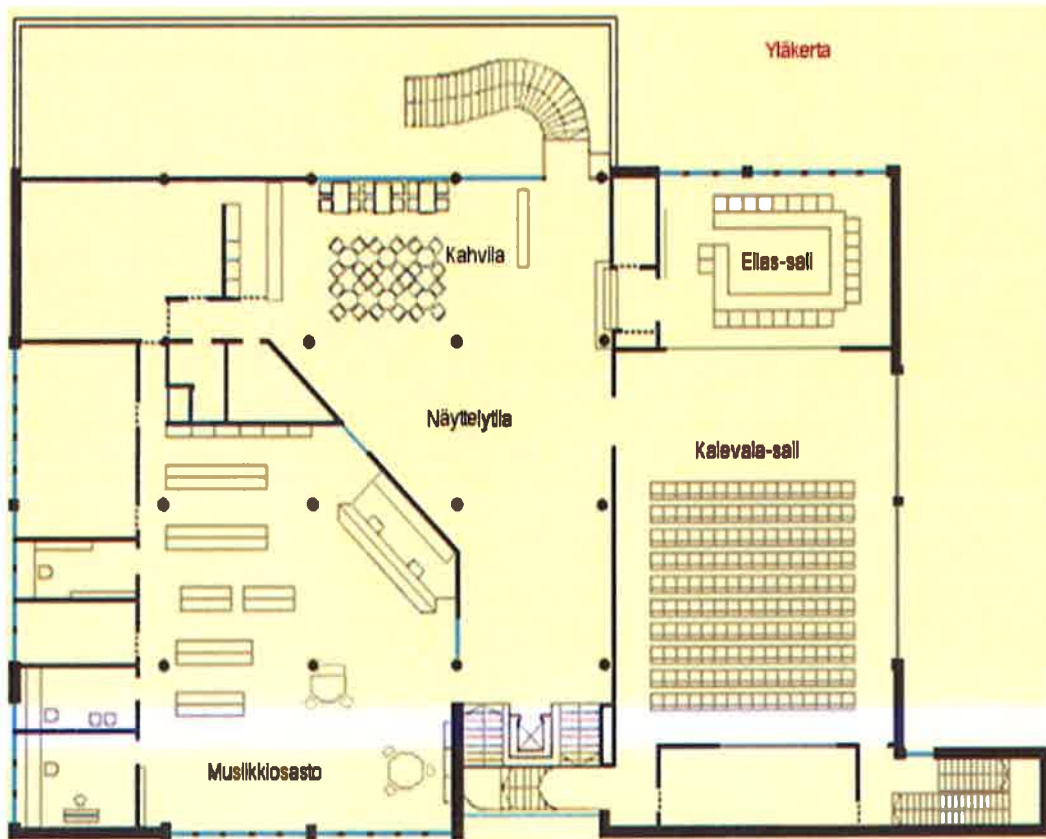 Yläkerta
Kahvila
Elias-sali
Näyttelytila
Kalevala-sali
Musiikkiosasto